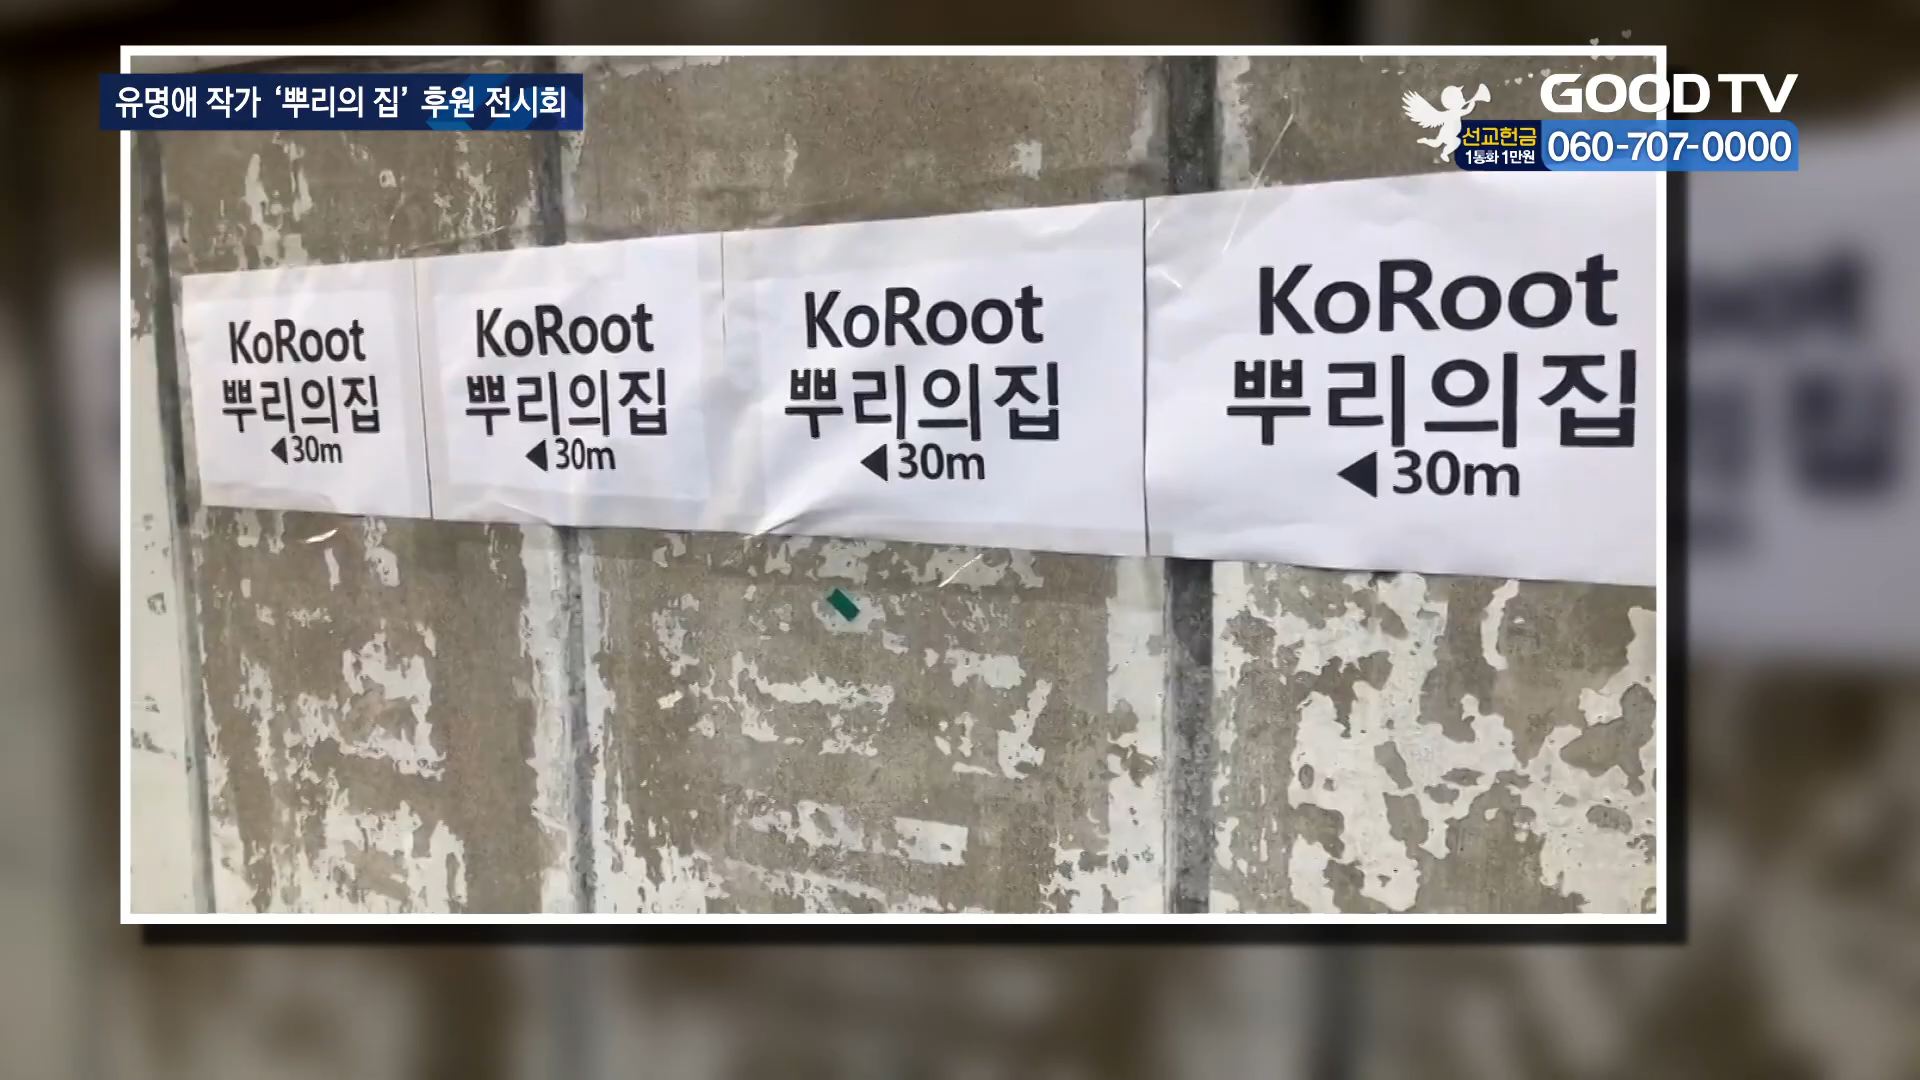 유명애 작가 ‘뿌리의 집’ 후원 전시회
GOOD TV
선교헌금
1통화 1만원
060-707-0000
KoRoot
뿌리의집
◀30m
KoRoot
뿌리의집
◀30m
KoRoot
뿌리의집
◀30m
KoRoot
뿌리의집
◀30m